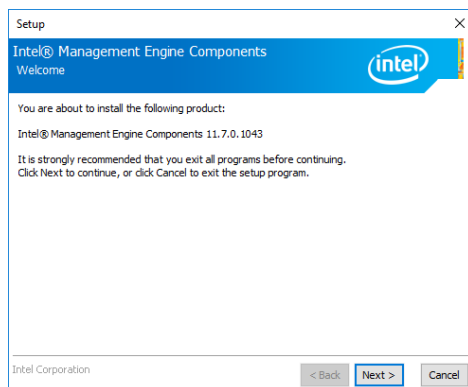 Setup
Intel® Management Engine Components
Welcome
intel
You are about to install the following product:
Intel® Management Engine Components 11.7.0.1043
It is strongly recommended that you exit all programs before continuing.
Click Next to continue, or click Cancel to exit the setup program.
Intel Corporation
< Back Next > Cancel